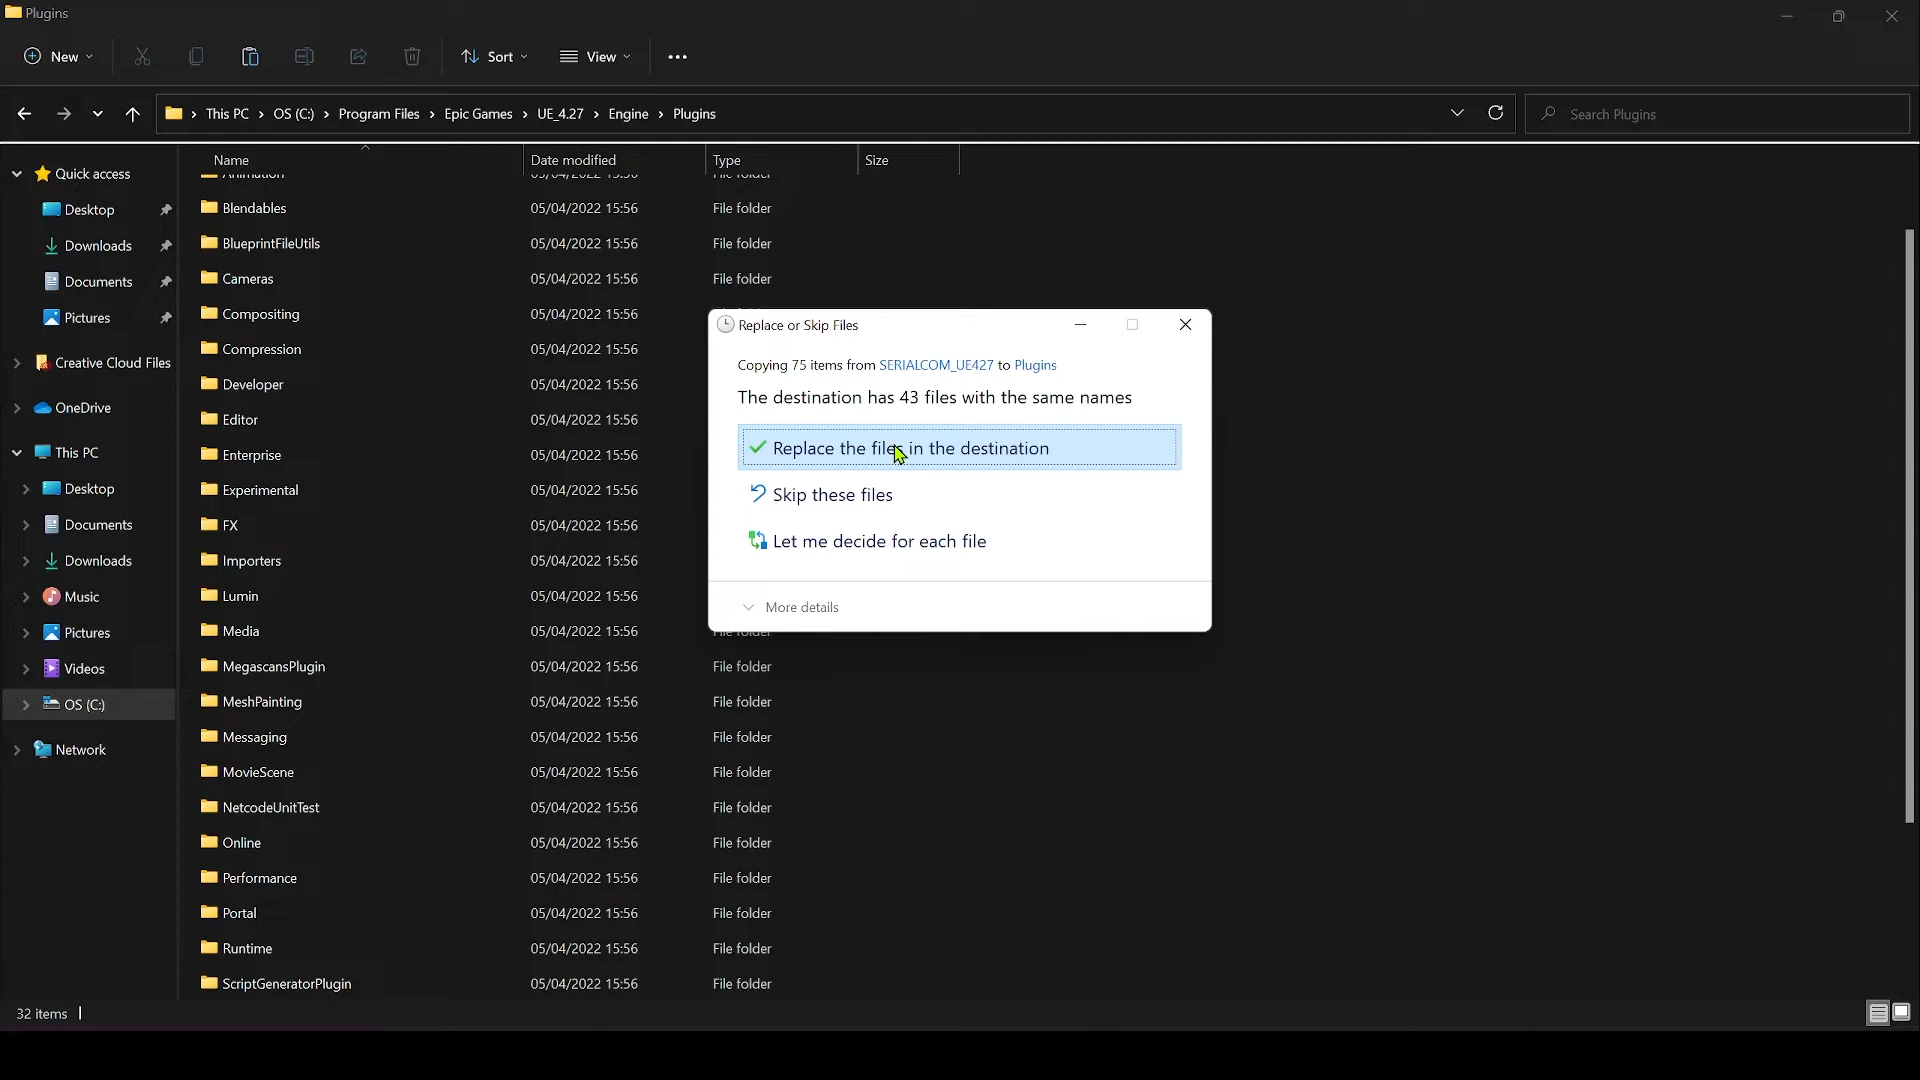 Plugins
New
Sort
View
This PC > OS (C:) > Program Files > Epic Games > UE_4.27 > Engine > Plugins
Search Plugins
Quick access
Desktop
Downloads
Documents
Pictures
Creative Cloud Files
OneDrive
This PC
Desktop
Documents
Downloads
Music
Pictures
Videos
OS (C:)
Network
Name Date modified Type Size
Blendables 05/04/2022 15:56 File folder
BlueprintFileUtils 05/04/2022 15:56 File folder
Cameras 05/04/2022 15:56 File folder
Compositing 05/04/2022 15:56
Compression 05/04/2022 15:56
Developer 05/04/2022 15:56
Editor 05/04/2022 15:56
Enterprise 05/04/2022 15:56
Experimental 05/04/2022 15:56
FX 05/04/2022 15:56
Importers 05/04/2022 15:56
Lumin 05/04/2022 15:56
Media 05/04/2022 15:56
MegascansPlugin 05/04/2022 15:56 File folder
MeshPainting 05/04/2022 15:56 File folder
Messaging 05/04/2022 15:56 File folder
MovieScene 05/04/2022 15:56 File folder
NetcodeUnitTest 05/04/2022 15:56 File folder
Online 05/04/2022 15:56 File folder
Performance 05/04/2022 15:56 File folder
Portal 05/04/2022 15:56 File folder
Runtime 05/04/2022 15:56 File folder
ScriptGeneratorPlugin 05/04/2022 15:56 File folder
Replace or Skip Files
Copying 75 items from SERIALCOM_UE427 to Plugins
The destination has 43 files with the same names
Replace the files in the destination
Skip these files
Let me decide for each file
More details
32 items